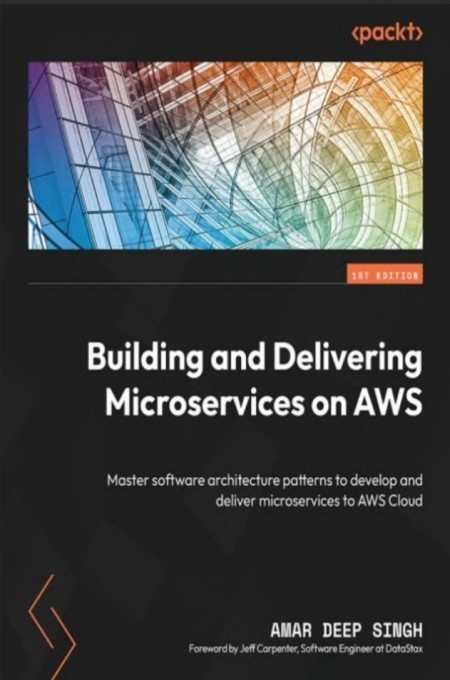 <packt>
1ST EDITION
Building and Delivering
Microservices on AWS
Master software architecture patterns to develop and
deliver microservices to AWS Cloud
AMAR DEEP SINGH
Foreword by Jeff Carpenter, Software Engineer at DataStax